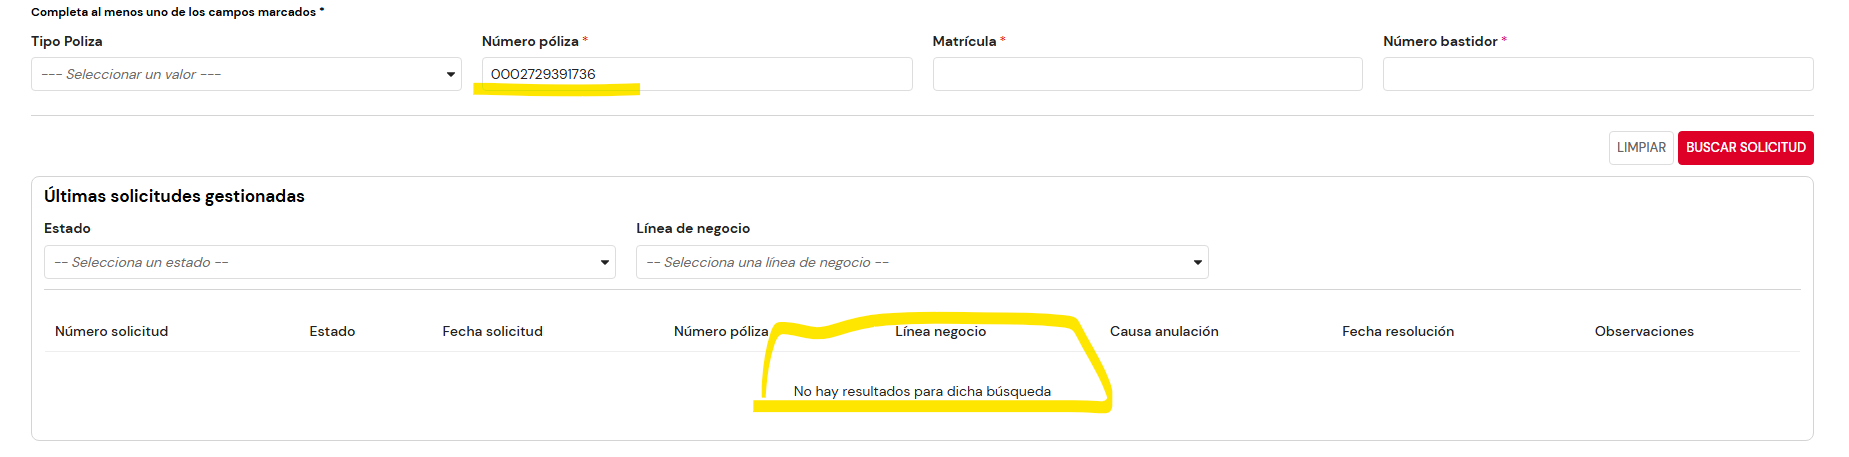 Completa al menos uno de los campos marcados *
Tipo Poliza
Número póliza *
Matrícula *
Número bastidor *
--- Seleccionar un valor ---
0002729391736
LIMPIAR
BUSCAR SOLICITUD
Últimas solicitudes gestionadas
Estado
Línea de negocio
-- Selecciona un estado --
-- Selecciona una línea de negocio --
Número solicitud
Estado
Fecha solicitud
Número póliza
Línea negocio
Causa anulación
Fecha resolución
Observaciones
No hay resultados para dicha búsqueda